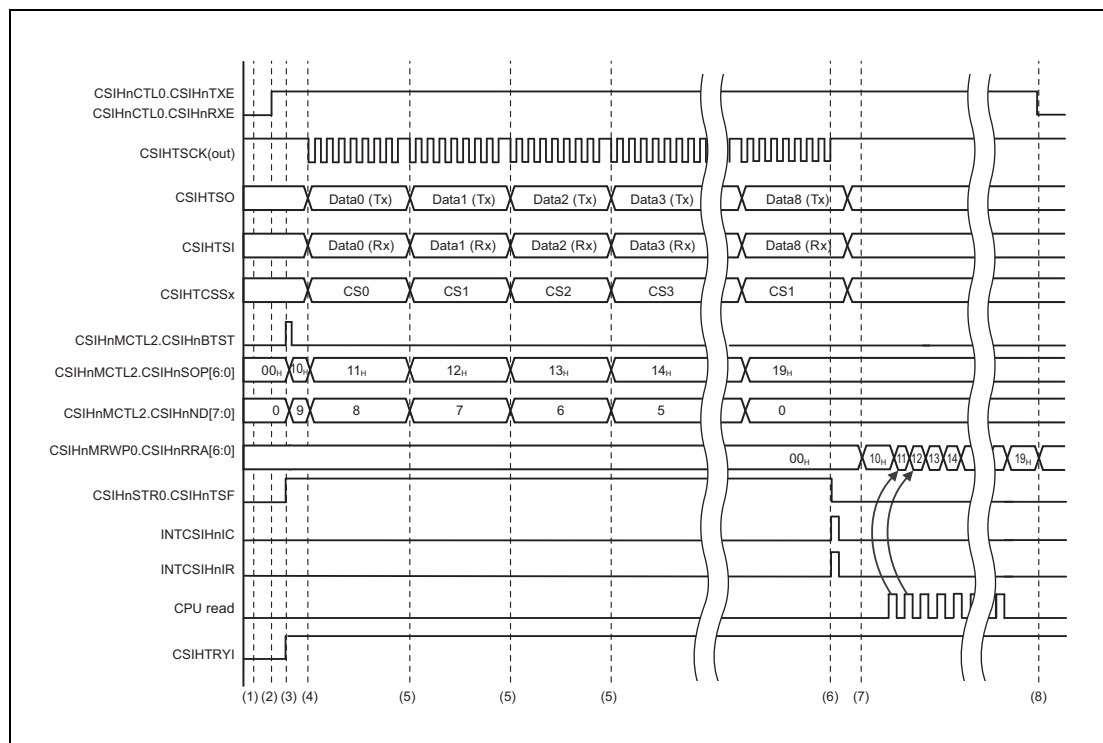 CSIHnCTL0.CSIHnTXE
CSIHnCTL0.CSIHnRXE
CSIHTSCK(out)
CSIHTSO Data0 (Tx) Data1 (Tx) Data2 (Tx) Data3 (Tx) Data8 (Tx)
CSIHTSI Data0 (Rx) Data1 (Rx) Data2 (Rx) Data3 (Rx) Data8 (Rx)
CSIHTCSSx CS0 CS1 CS2 CS3 CS1
CSIHnMCTL2.CSIHnBTST
CSIHnMCTL2.CSIHnSOP[6:0] 00H 10H 11H 12H 13H 14H 19H
CSIHnMCTL2.CSIHnND[7:0] 0 9 8 7 6 5 0
CSIHnMRWP0.CSIHnRRA[6:0] 00H 10H 11 12 13 14 19H
CSIHnSTR0.CSIHnTSF
INTCSIHnIC
INTCSIHnIR
CPU read
CSIHTRYI
(1) (2) (3) (4) (5) (5) (5) (6) (7) (8)